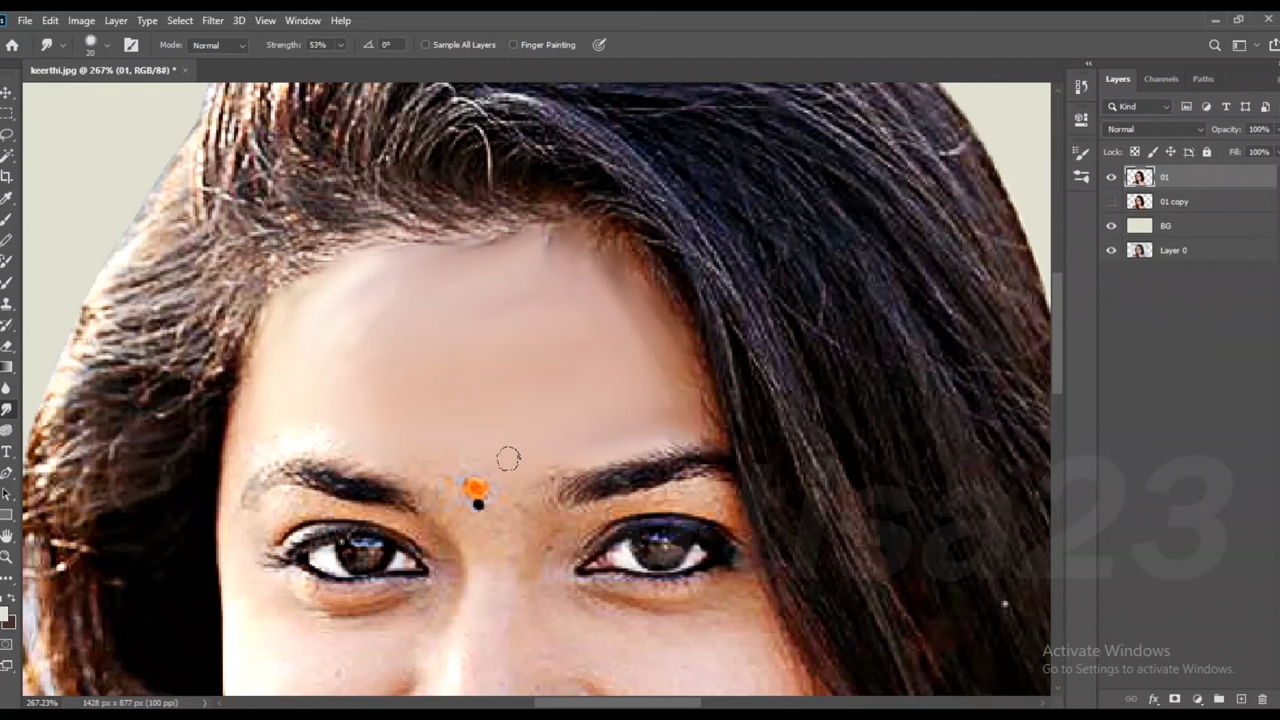 File Edit Image Layer Type Select Filter 3D View Window Help
20 Mode: Normal Strength: 53% 0° Sample All Layers Finger Painting
keerthi.jpg @ 267% (01, RGB/8#) * ×
Layers Channels Paths
Kind
Normal Opacity: 100%
Lock: Fill: 100%
01
01 copy
BG
Layer 0
Activate Windows
Go to Settings to activate Windows.
267.23% 1428 px x 877 px (100 ppi)
fx